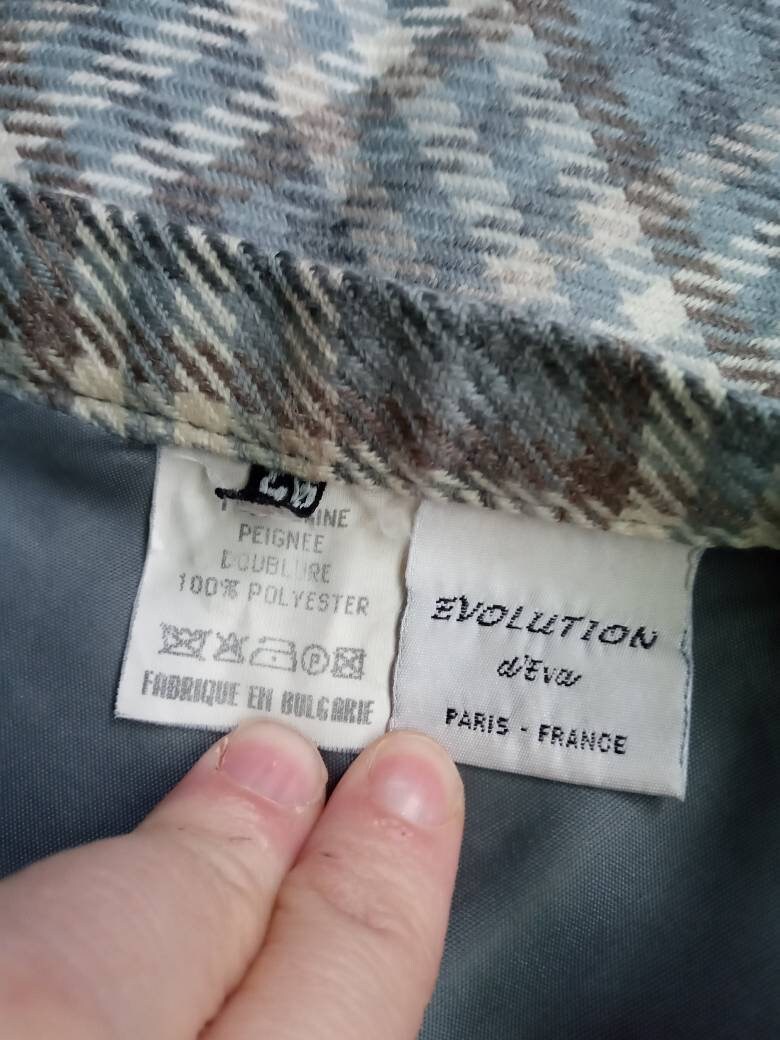 PEIGNEE
DOUBLURE
100% POLYESTER
P
FABRIQUE EN BULGARIE
EVOLUTION
d'Eva
PARIS - FRANCE